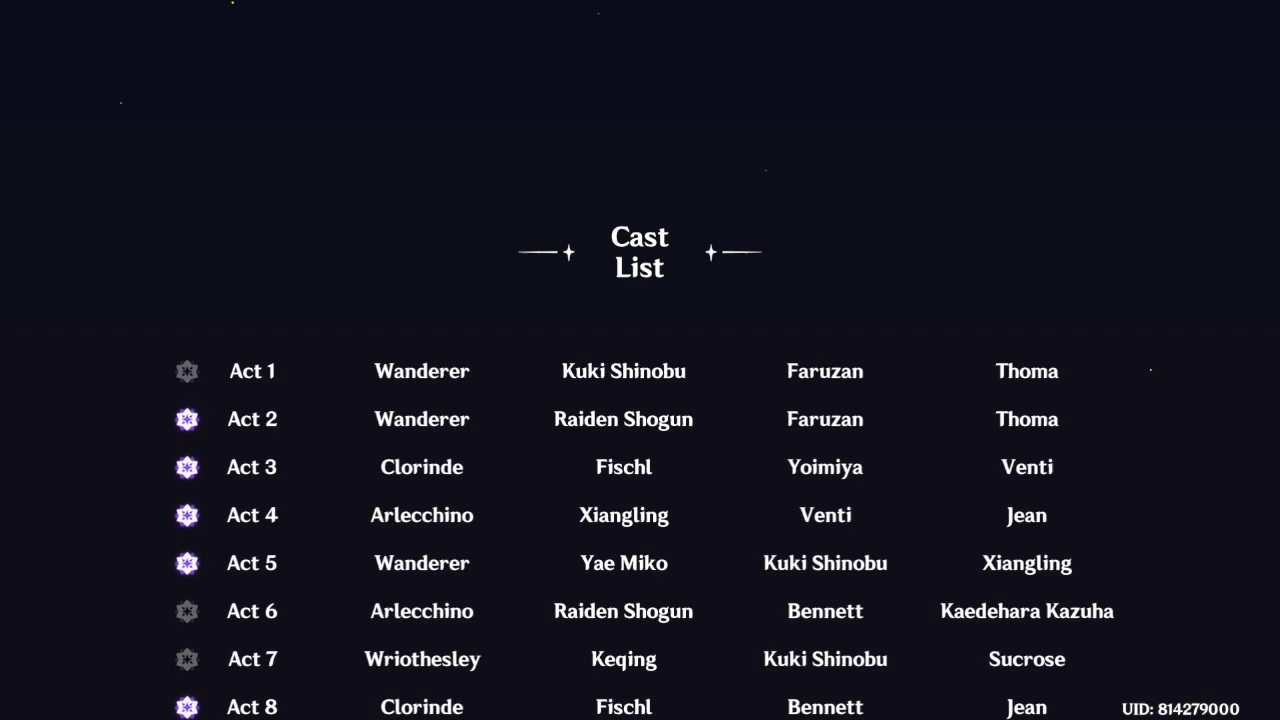 Cast
List
Act 1 Wanderer Kuki Shinobu Faruzan Thoma
Act 2 Wanderer Raiden Shogun Faruzan Thoma
Act 3 Clorinde Fischl Yoimiya Venti
Act 4 Arlecchino Xiangling Venti Jean
Act 5 Wanderer Yae Miko Kuki Shinobu Xiangling
Act 6 Arlecchino Raiden Shogun Bennett Kaedehara Kazuha
Act 7 Wriothesley Keqing Kuki Shinobu Sucrose
Act 8 Clorinde Fischl Bennett Jean
UID: 814279000